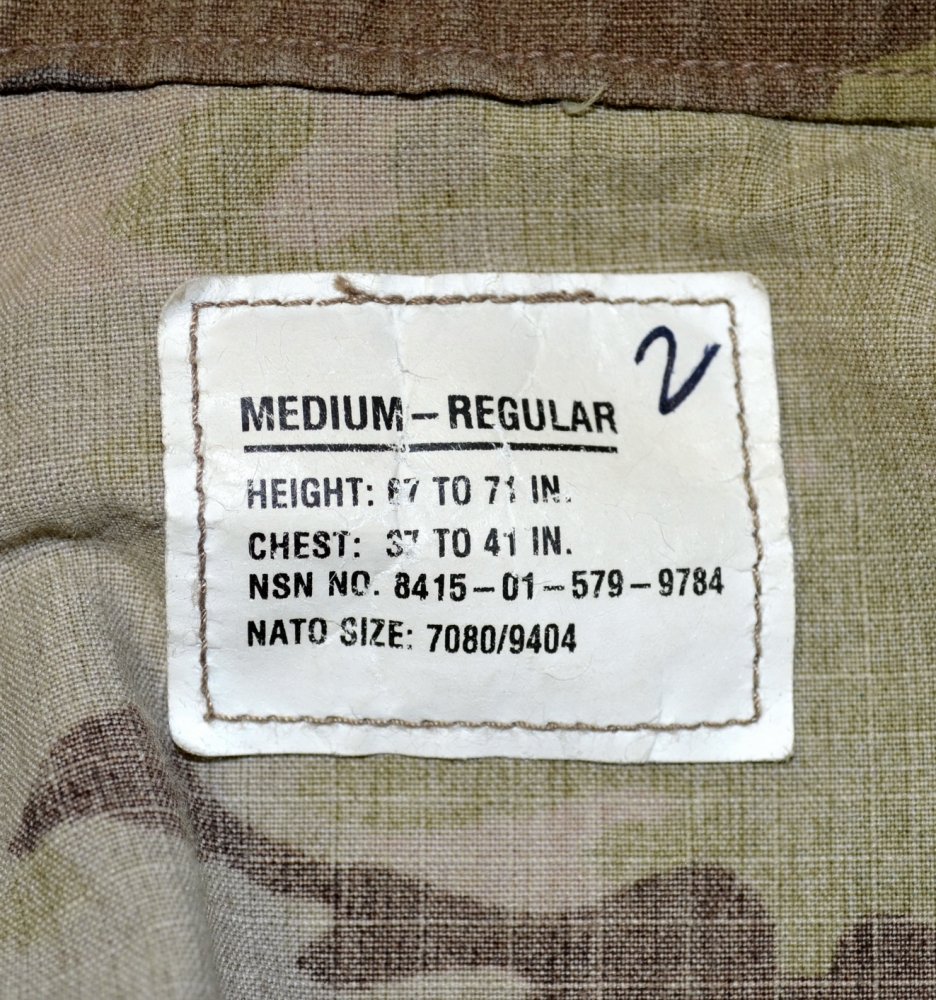 2
MEDIUM – REGULAR
HEIGHT: 67 TO 71 IN.
CHEST: 37 TO 41 IN.
NSN NO. 8415–01–579–9784
NATO SIZE: 7080/9404